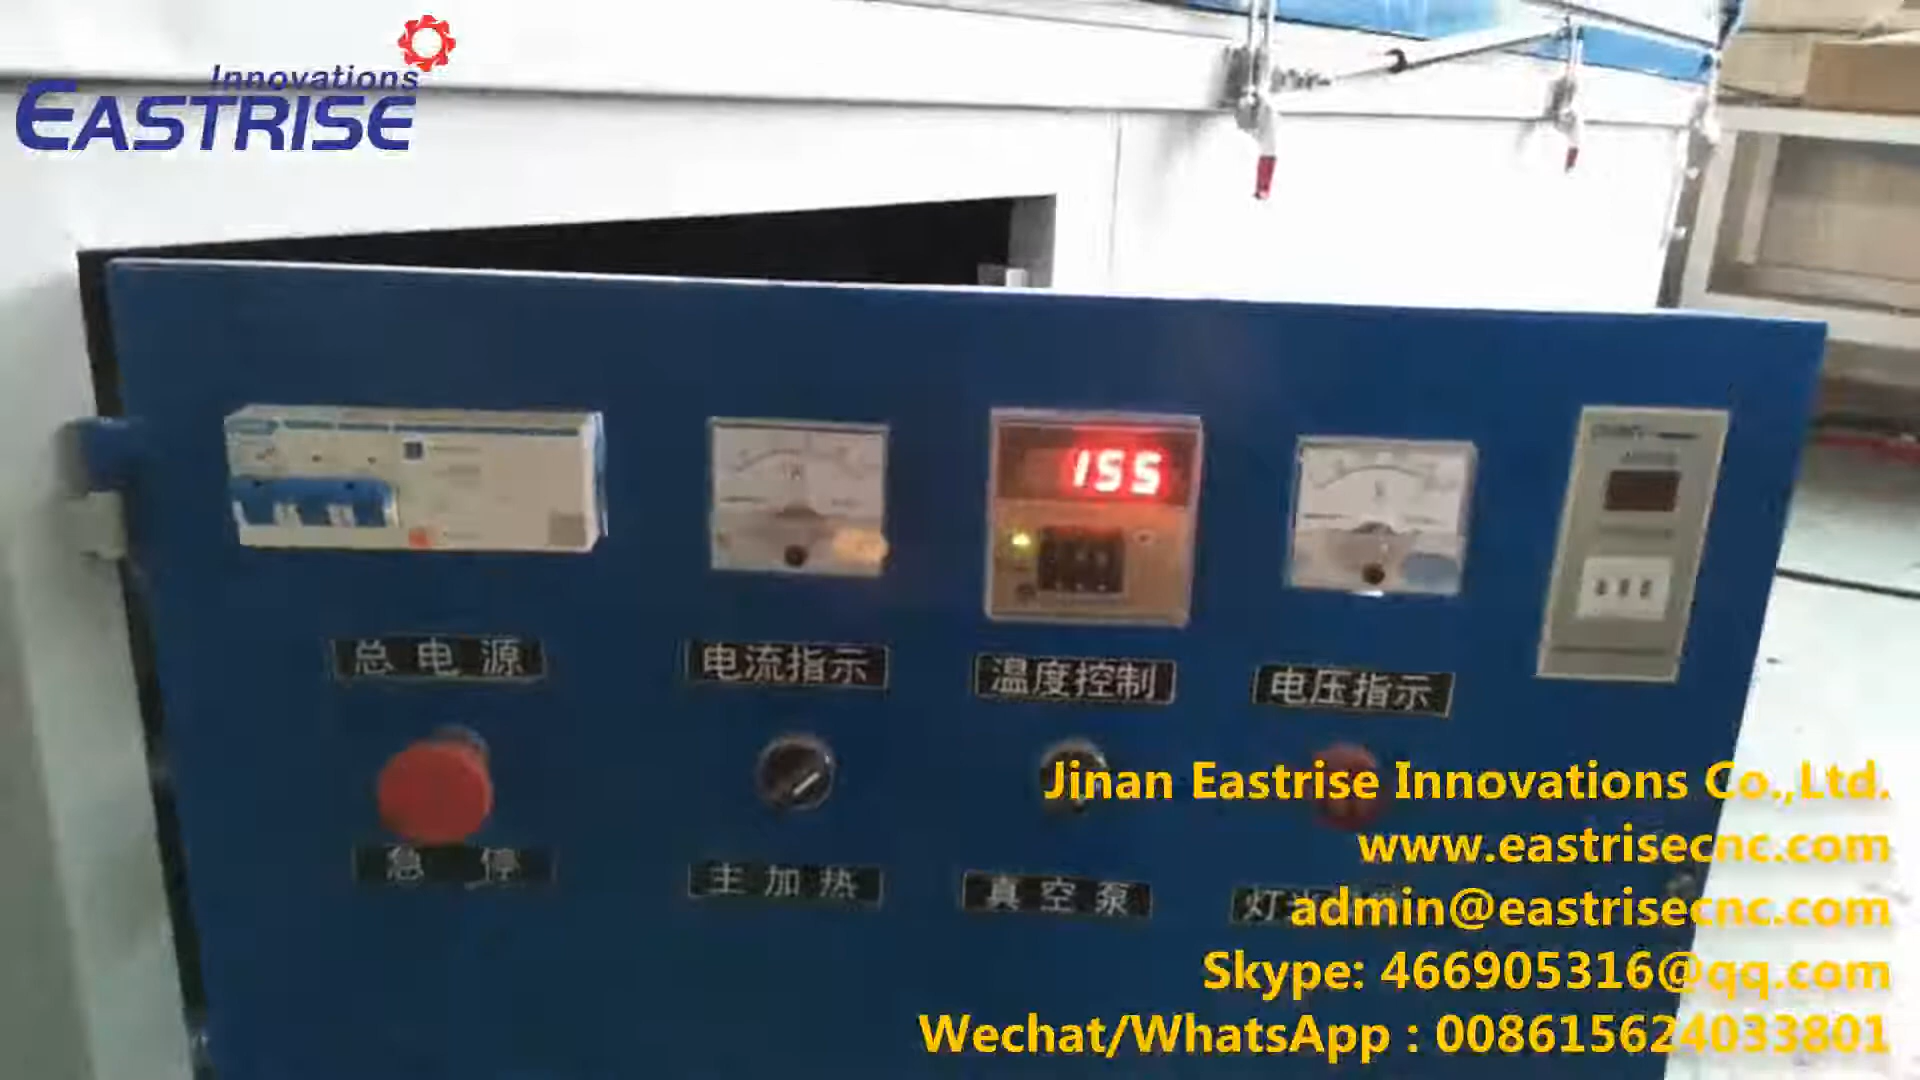 Innovations
EASTRISE
155
总电源
电流指示
温度控制
电压指示
急停
主加热
真空泵
灯
Jinan Eastrise Innovations Co.,Ltd.
www.eastrisecnc.com
admin@eastrisecnc.com
Skype: 466905316@qq.com
Wechat/WhatsApp : 008615624033801